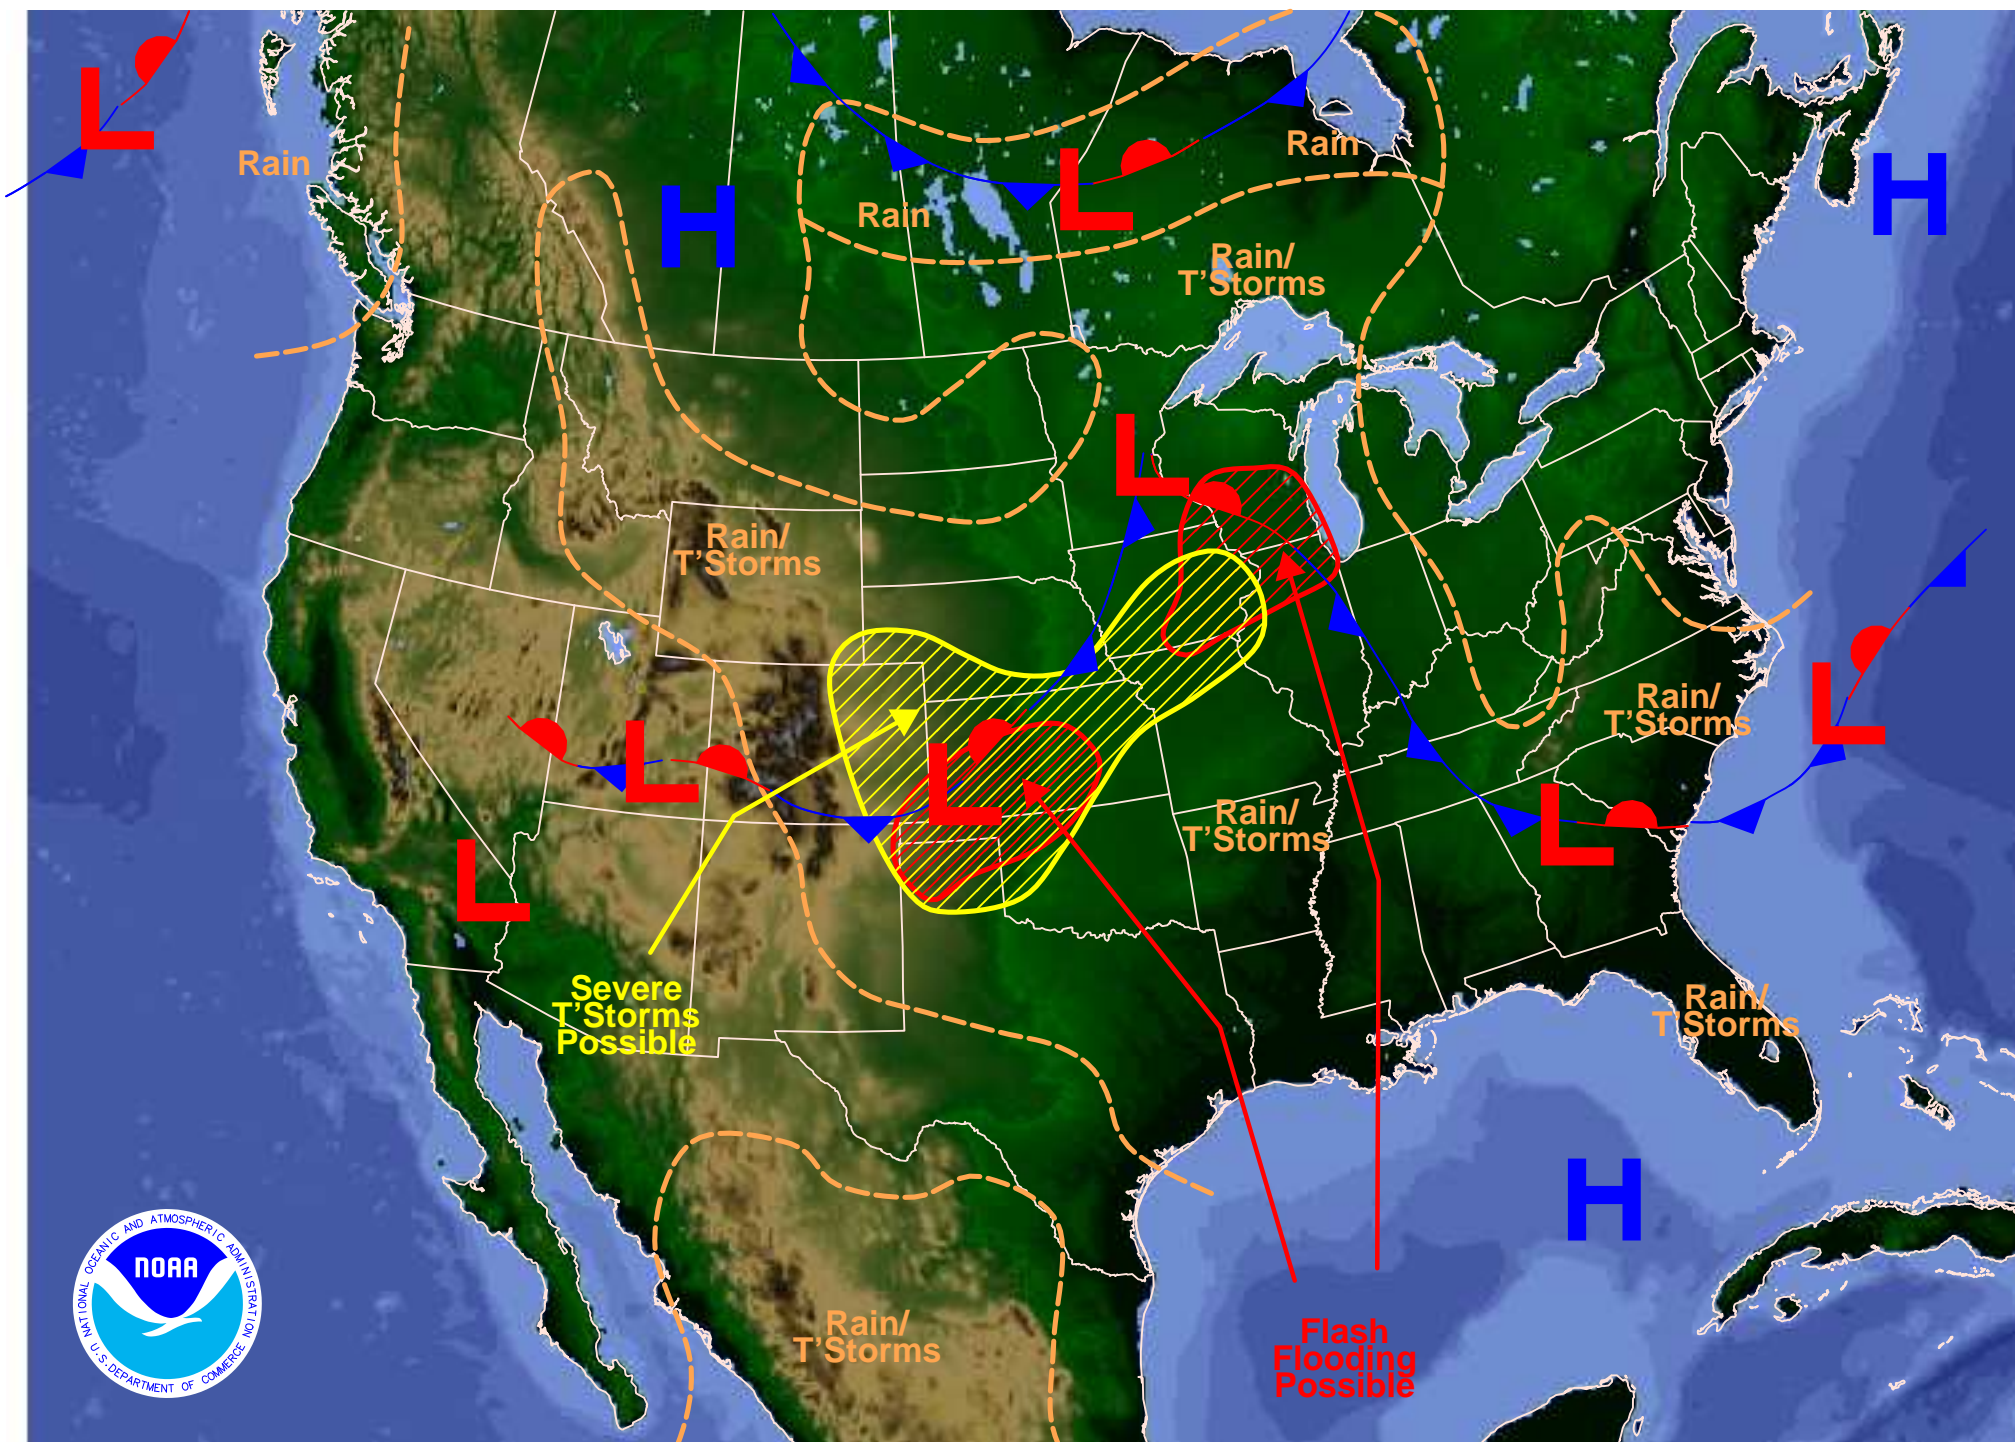 L
Rain
H
Rain
L
Rain
H
Rain/
T'Storms
L
Rain/
T'Storms
L
L
L
Rain/
T'Storms
L
Rain/
T'Storms
L
L
Severe
T'Storms
Possible
Rain/
T'Storms
H
Rain/
T'Storms
Flash
Flooding
Possible
NATIONAL OCEANIC AND ATMOSPHERIC ADMINISTRATION
NOAA
U.S. DEPARTMENT OF COMMERCE